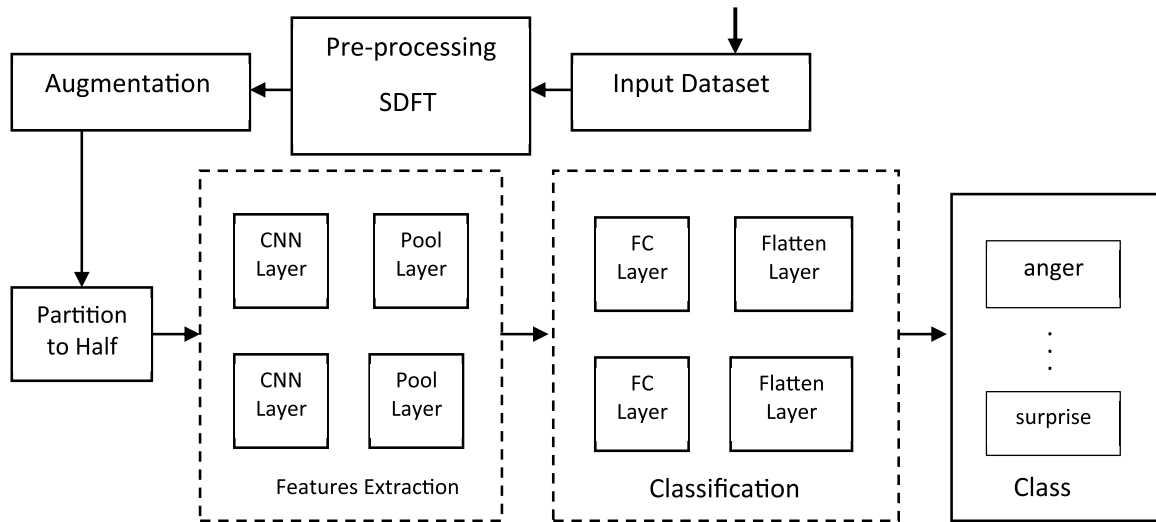 Augmentation
Pre-processing
SDFT
Input Dataset
Partition
to Half
CNN
Layer
Pool
Layer
CNN
Layer
Pool
Layer
Features Extraction
FC
Layer
Flatten
Layer
FC
Layer
Flatten
Layer
Classification
anger
.
.
.
surprise
Class